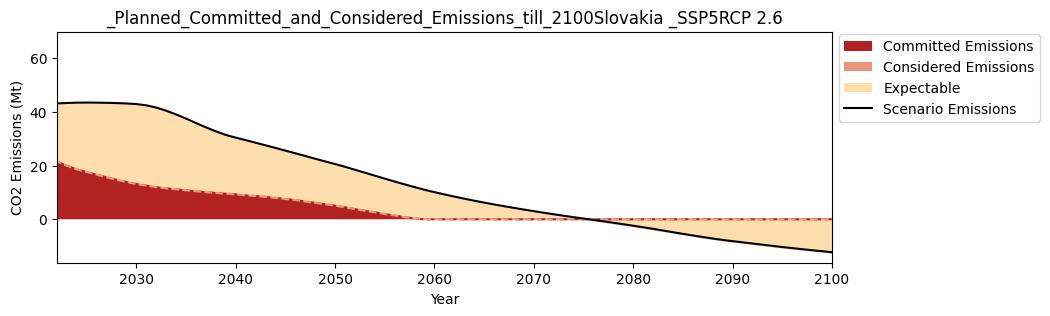 _Planned_Committed_and_Considered_Emissions_till_2100Slovakia _SSP5RCP 2.6
60
40
20
0
CO2 Emissions (Mt)
2030 2040 2050 2060 2070 2080 2090 2100
Year
Committed Emissions
Considered Emissions
Expectable
Scenario Emissions